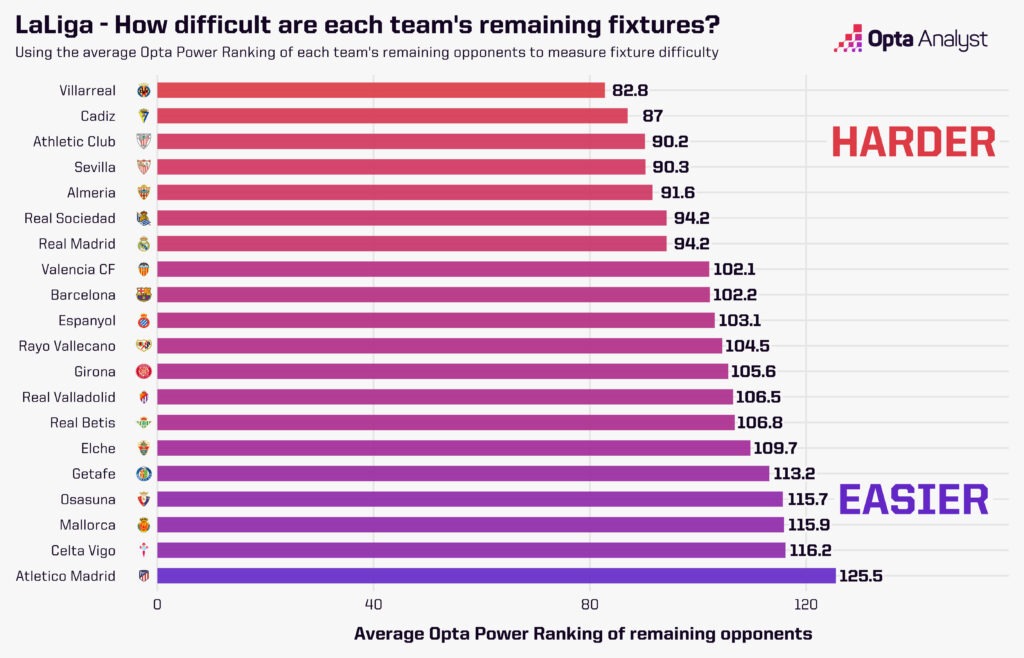 LaLiga - How difficult are each team's remaining fixtures?
Using the average Opta Power Ranking of each team's remaining opponents to measure fixture difficulty
Opta Analyst
Villarreal 82.8
Cadiz 87
Athletic Club 90.2
HARDER
Sevilla 90.3
Almeria 91.6
Real Sociedad 94.2
Real Madrid 94.2
Valencia CF 102.1
Barcelona 102.2
Espanyol 103.1
Rayo Vallecano 104.5
Girona 105.6
Real Valladolid 106.5
Real Betis 106.8
Elche 109.7
Getafe 113.2
Osasuna 115.7
EASIER
Mallorca 115.9
Celta Vigo 116.2
Atletico Madrid 125.5
0 40 80 120
Average Opta Power Ranking of remaining opponents